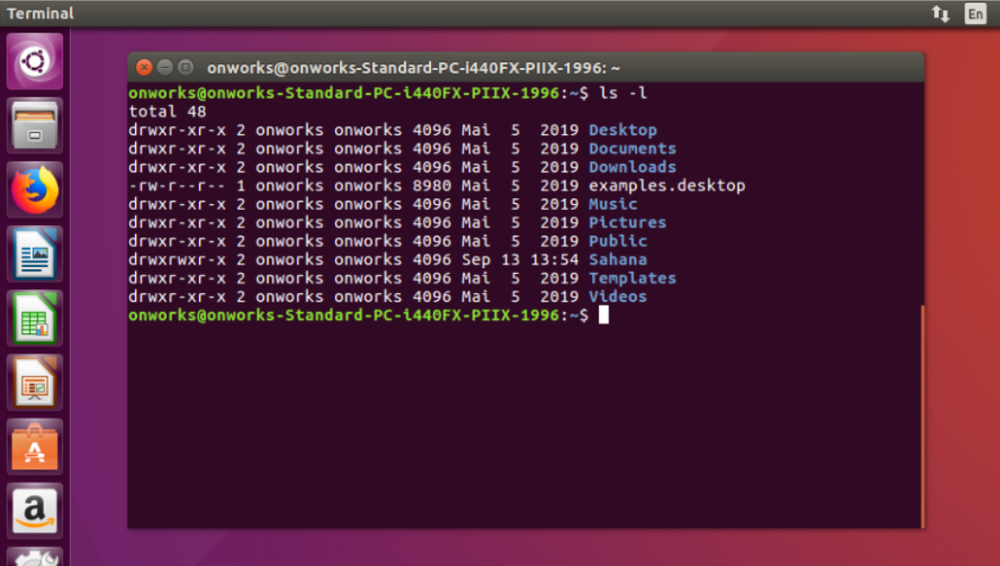 Terminal
En
onworks@onworks-Standard-PC-i440FX-PIIX-1996: ~
onworks@onworks-Standard-PC-i440FX-PIIX-1996:~$ ls -l
total 48
drwxr-xr-x 2 onworks onworks 4096 Mai  5  2019 Desktop
drwxr-xr-x 2 onworks onworks 4096 Mai  5  2019 Documents
drwxr-xr-x 2 onworks onworks 4096 Mai  5  2019 Downloads
-rw-r--r-- 1 onworks onworks 8980 Mai  5  2019 examples.desktop
drwxr-xr-x 2 onworks onworks 4096 Mai  5  2019 Music
drwxr-xr-x 2 onworks onworks 4096 Mai  5  2019 Pictures
drwxr-xr-x 2 onworks onworks 4096 Mai  5  2019 Public
drwxrwxr-x 2 onworks onworks 4096 Sep 13 13:54 Sahana
drwxr-xr-x 2 onworks onworks 4096 Mai  5  2019 Templates
drwxr-xr-x 2 onworks onworks 4096 Mai  5  2019 Videos
onworks@onworks-Standard-PC-i440FX-PIIX-1996:~$
A
a